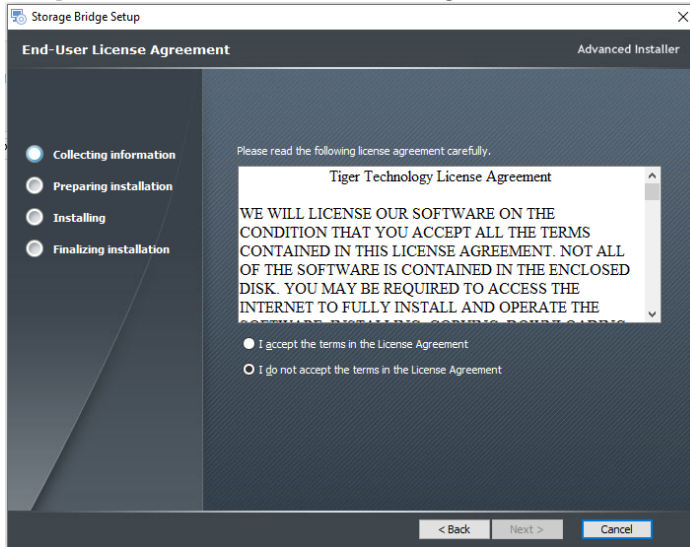 Storage Bridge Setup
End-User License Agreement
Advanced Installer
Collecting information
Preparing installation
Installing
Finalizing installation
Please read the following license agreement carefully.
Tiger Technology License Agreement
WE WILL LICENSE OUR SOFTWARE ON THE
CONDITION THAT YOU ACCEPT ALL THE TERMS
CONTAINED IN THIS LICENSE AGREEMENT. NOT ALL
OF THE SOFTWARE IS CONTAINED IN THE ENCLOSED
DISK. YOU MAY BE REQUIRED TO ACCESS THE
INTERNET TO FULLY INSTALL AND OPERATE THE
SOFTWARE. INSTALLING, COPYING, DOWNLOADING
I accept the terms in the License Agreement
I do not accept the terms in the License Agreement
< Back
Next >
Cancel